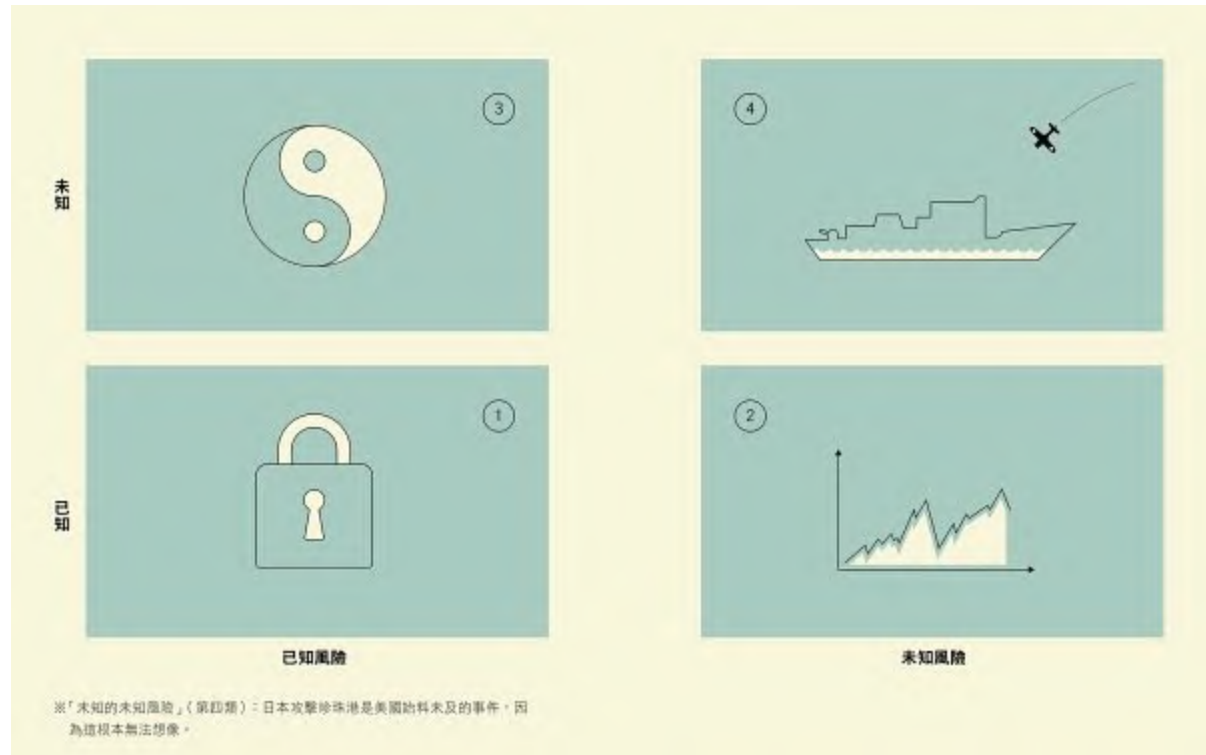 ③
④
未知
①
②
已知
已知風險
未知風險
※「未知的未知風險」（第四類）：日本攻擊珍珠港是美國始料未及的事件，因
為這根本無法想像。